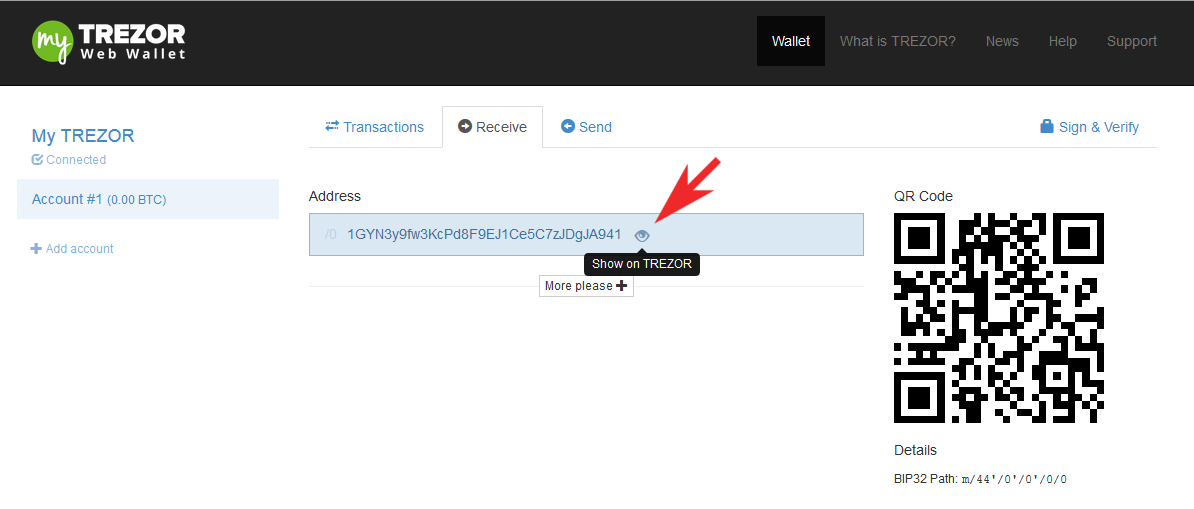 my TREZOR
Web Wallet
Wallet
What is TREZOR?
News
Help
Support
My TREZOR
Connected
Account #1 (0.00 BTC)
Add account
Transactions
Receive
Send
Sign & Verify
Address
/0 1GYN3y9fw3KcPd8F9EJ1Ce5C7zJDgJA941
Show on TREZOR
More please
QR Code
Details
BIP32 Path: m/44'/0'/0'/0/0